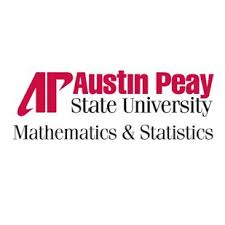 AP Austin Peay
State University
Mathematics & Statistics